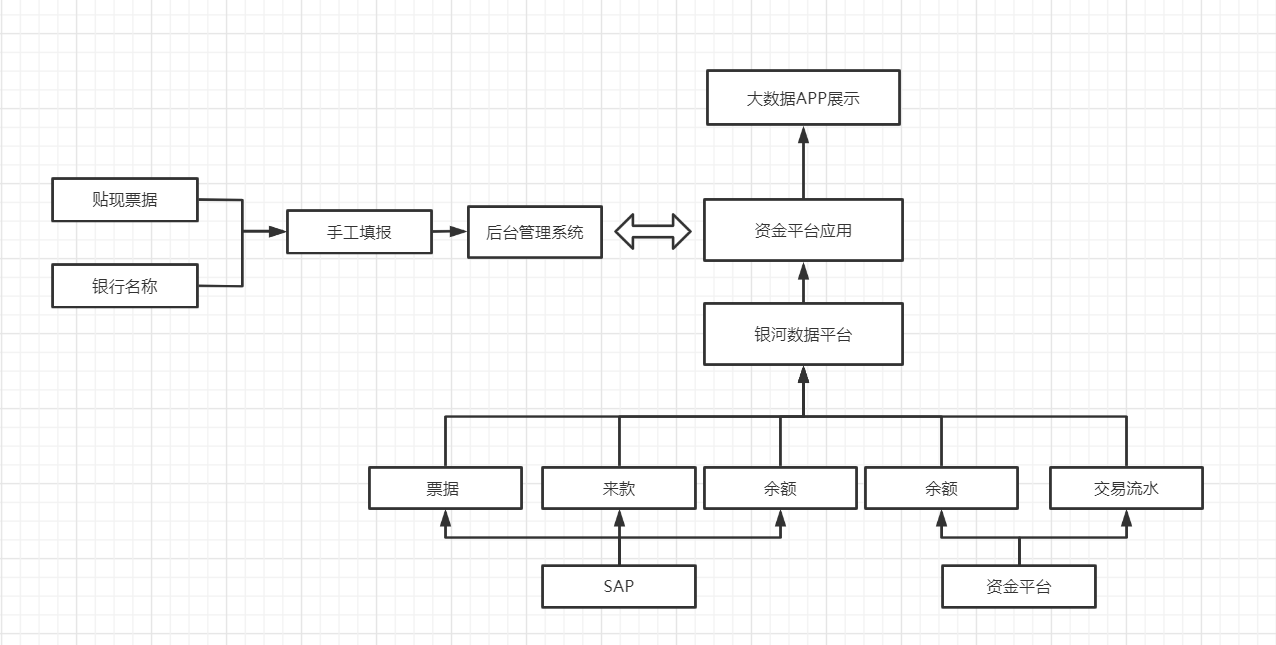 大数据APP展示
贴现票据
手工填报
后台管理系统
资金平台应用
银行名称
银河数据平台
票据
来款
余额
余额
交易流水
SAP
资金平台